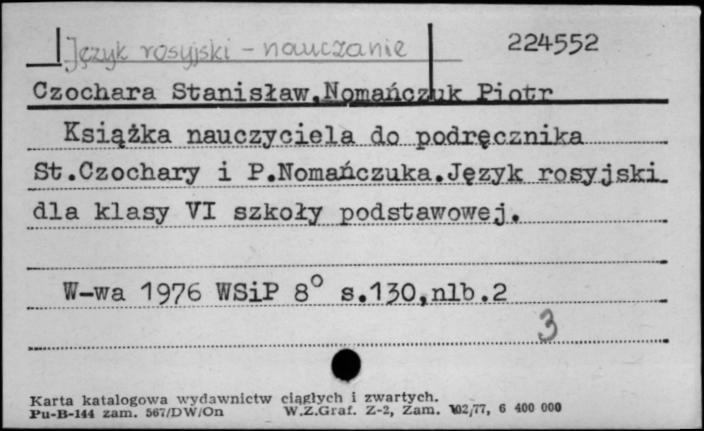 Język rosyjski - nauczanie 224552
Czochara Stanisław,Nomańczuk Piotr
Książka nauczyciela do podręcznika
St.Czochary i P.Nomańczuka.Język rosyjski
dla klasy VI szkoły podstawowej.
W-wa 1976 WSiP 8° s.130,nlb.2
3
Karta katalogowa wydawnictw ciągłych i zwartych.
Pu-B-144 zam. 567/DW/On W.Z.Graf. Z-2, Zam. 102/77, 6 400 000